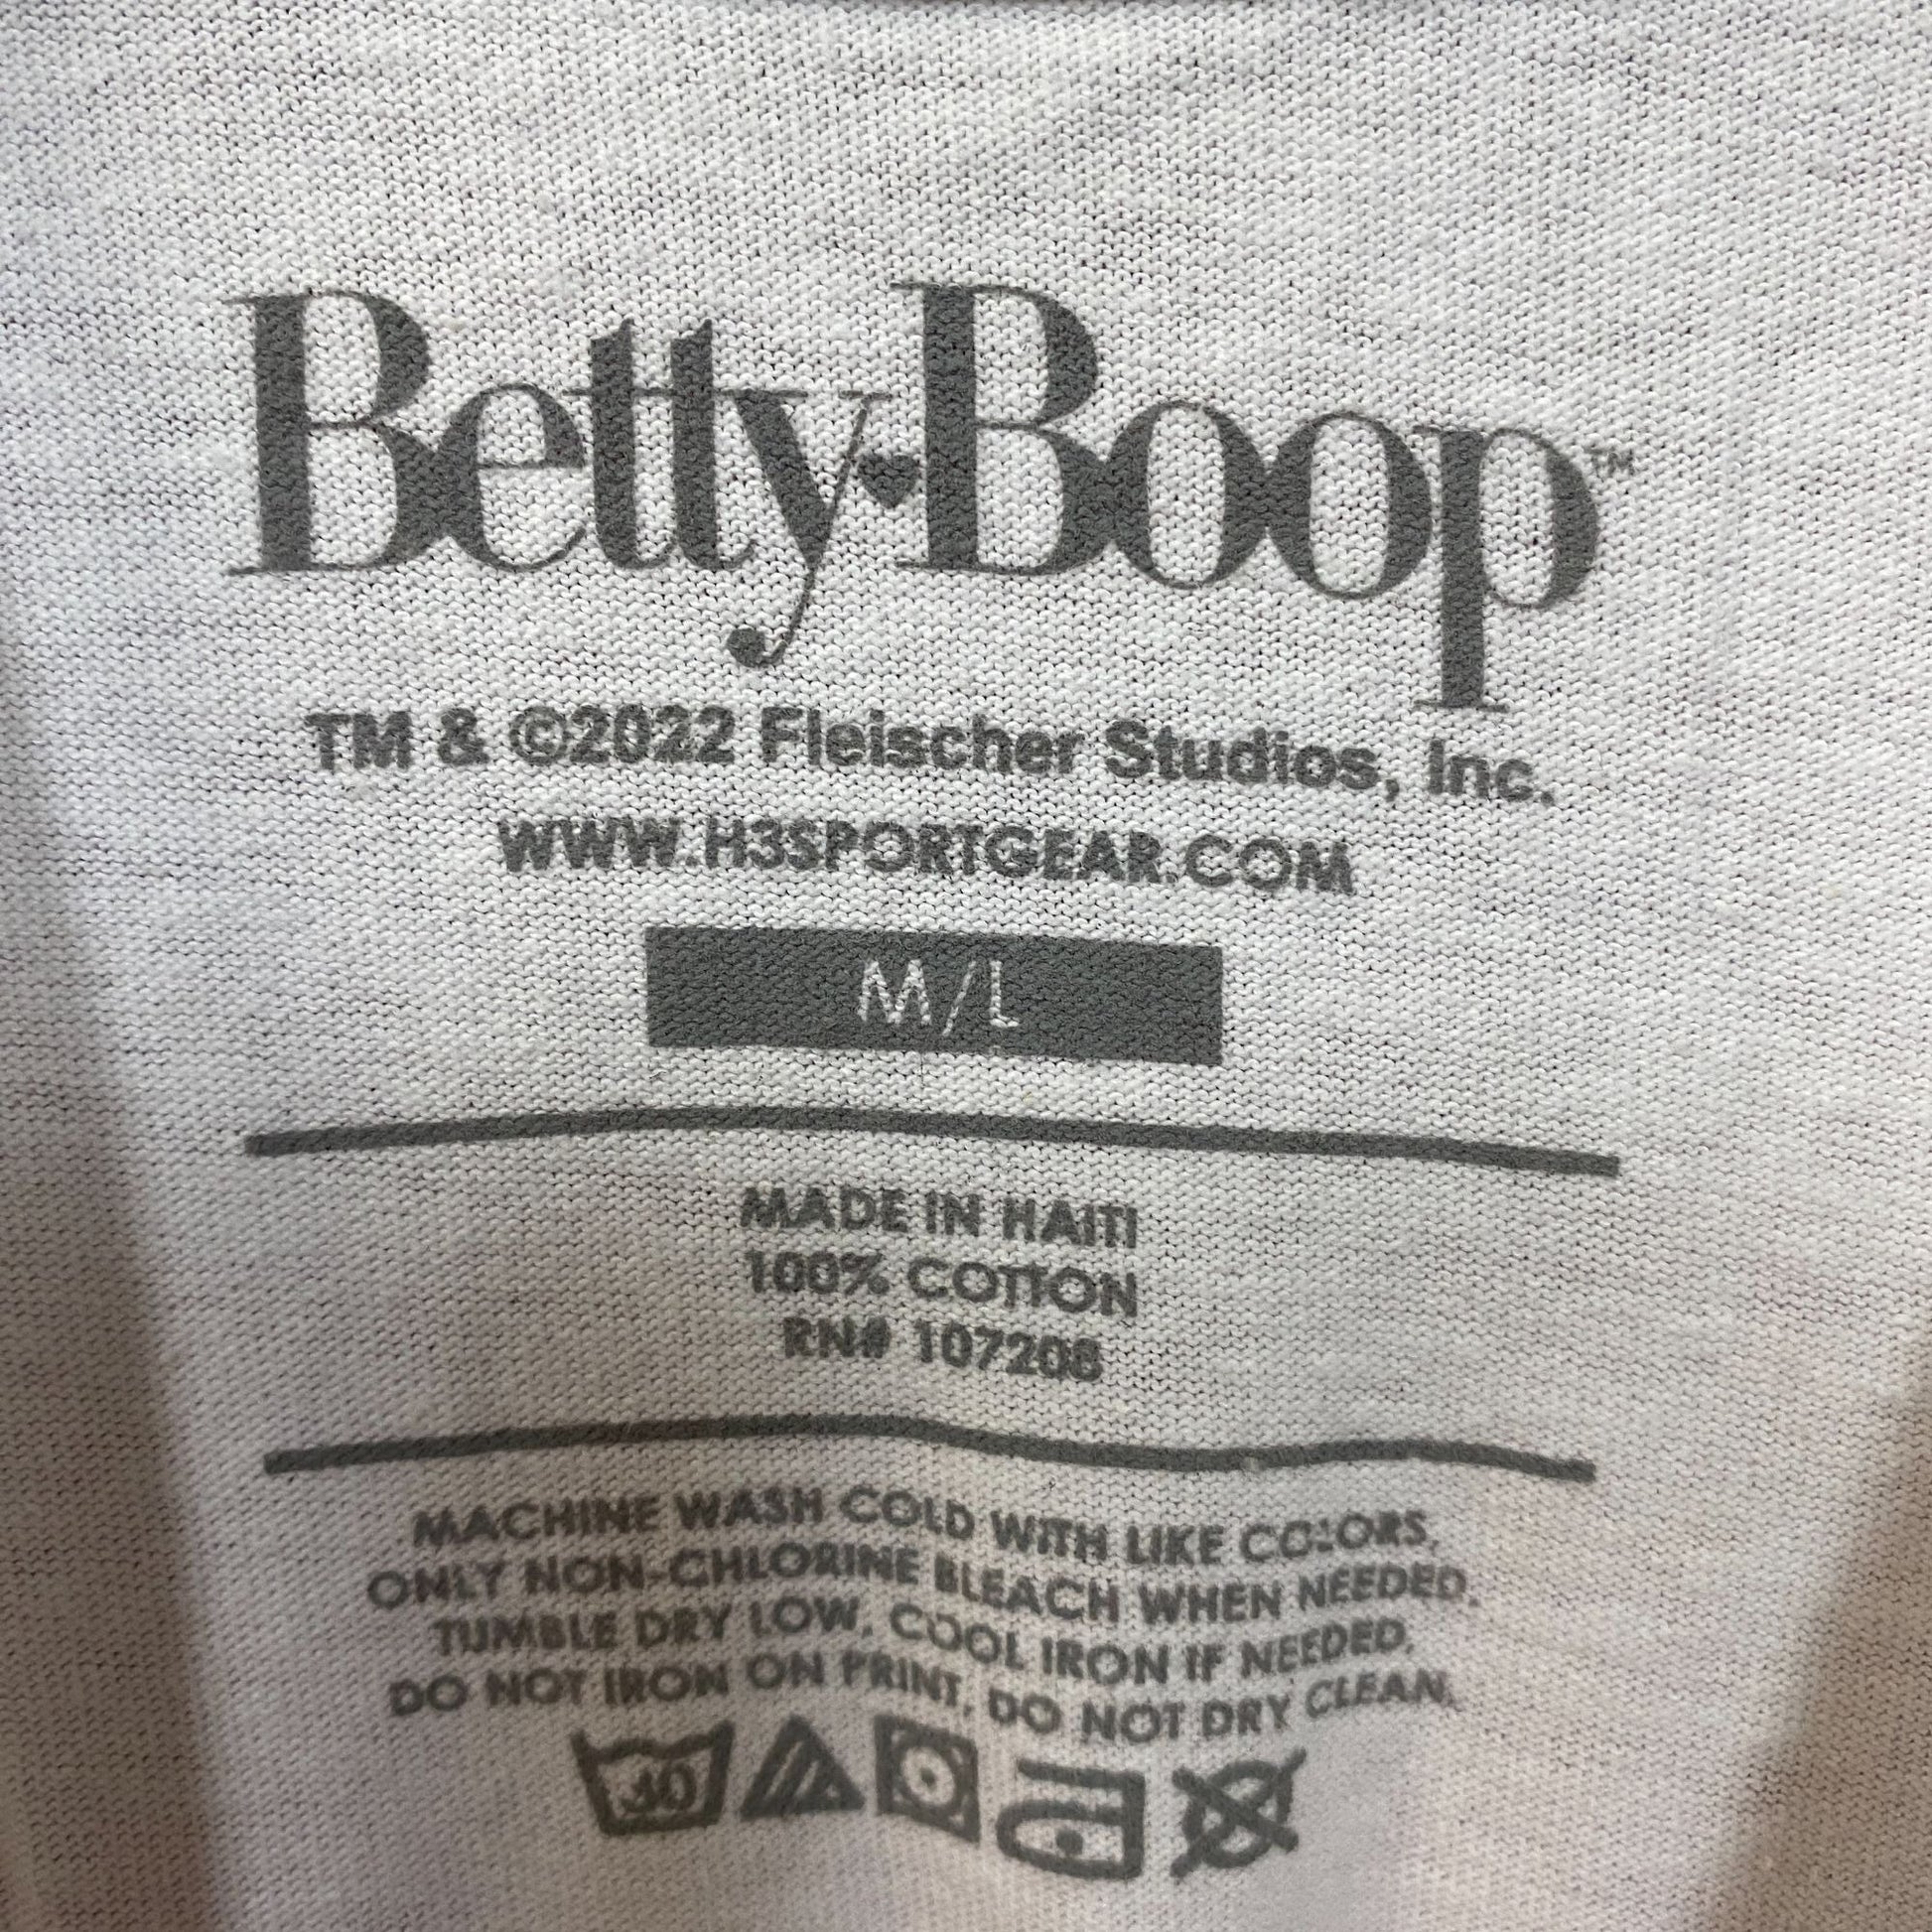 Betty♥Boop™
TM & ©2022 Fleischer Studios, Inc.
WWW.H3SPORTGEAR.COM
M/L
MADE IN HAITI
100% COTTON
RN# 107208
MACHINE WASH COLD WITH LIKE COLORS,
ONLY NON-CHLORINE BLEACH WHEN NEEDED,
TUMBLE DRY LOW, COOL IRON IF NEEDED,
DO NOT IRON ON PRINT, DO NOT DRY CLEAN.
30